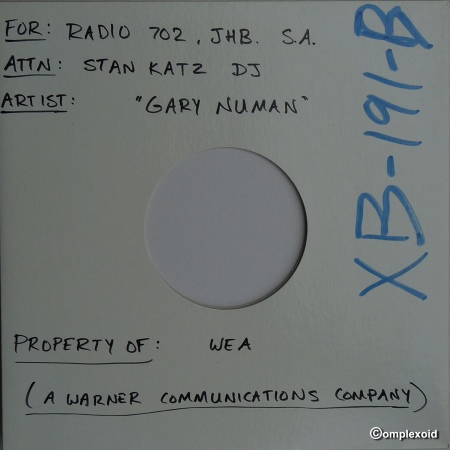 FOR: RADIO 702, JHB. S.A.
ATTN: STAN KATZ DJ
ARTIST: "GARY NUMAN"
XB-191-B
PROPERTY OF: WEA
(A WARNER COMMUNICATIONS COMPANY)
©omplexoid